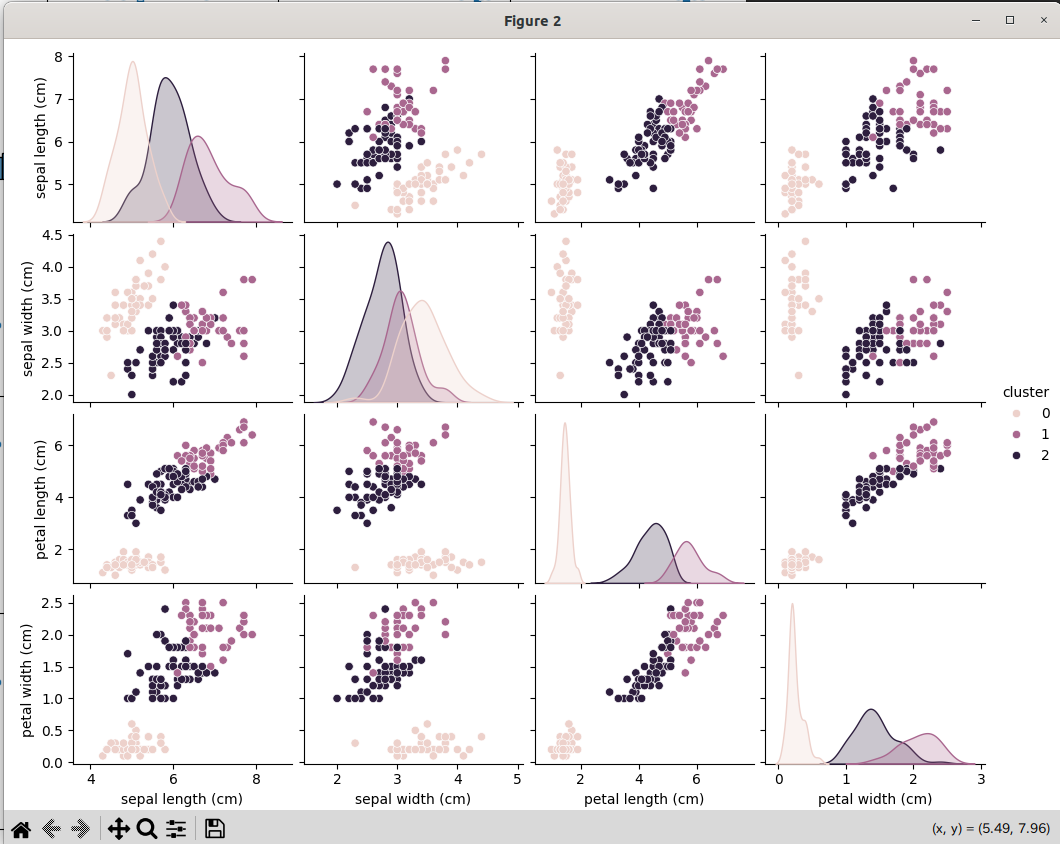 Figure 2
8
7
6
5
sepal length (cm)
4.5
4.0
3.5
3.0
2.5
2.0
sepal width (cm)
cluster
0
1
2
6
4
2
petal length (cm)
2.5
2.0
1.5
1.0
0.5
0.0
petal width (cm)
4 6 8
2 3 4 5
2 4 6
0 1 2 3
sepal length (cm)
sepal width (cm)
petal length (cm)
petal width (cm)
(x, y) = (5.49, 7.96)